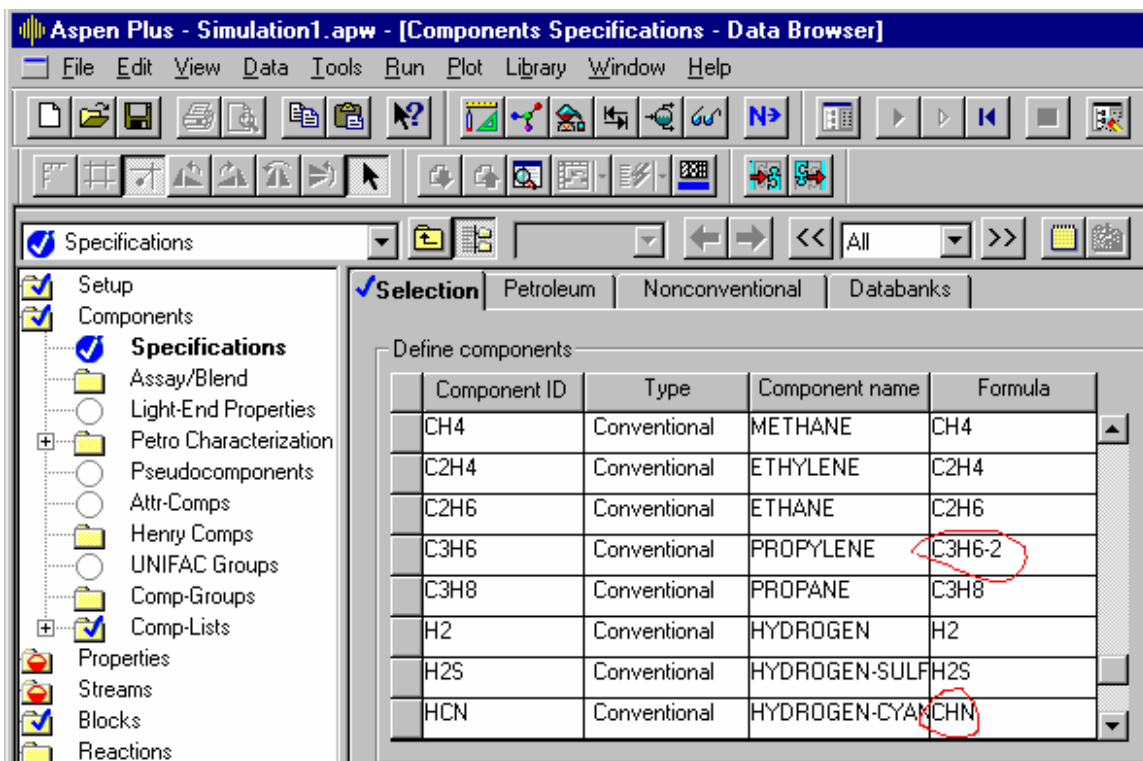 Aspen Plus - Simulation1.apw - [Components Specifications - Data Browser]
File Edit View Data Tools Run Plot Library Window Help
N
Specifications
<< All >>
Setup
Components
Specifications
Assay/Blend
Light-End Properties
Petro Characterization
Pseudocomponents
Attr-Comps
Henry Comps
UNIFAC Groups
Comp-Groups
Comp-Lists
Properties
Streams
Blocks
Reactions
Selection Petroleum Nonconventional Databanks
Define components
Component ID Type Component name Formula
CH4 Conventional METHANE CH4
C2H4 Conventional ETHYLENE C2H4
C2H6 Conventional ETHANE C2H6
C3H6 Conventional PROPYLENE C3H6-2
C3H8 Conventional PROPANE C3H8
H2 Conventional HYDROGEN H2
H2S Conventional HYDROGEN-SULF H2S
HCN Conventional HYDROGEN-CYAN CHN